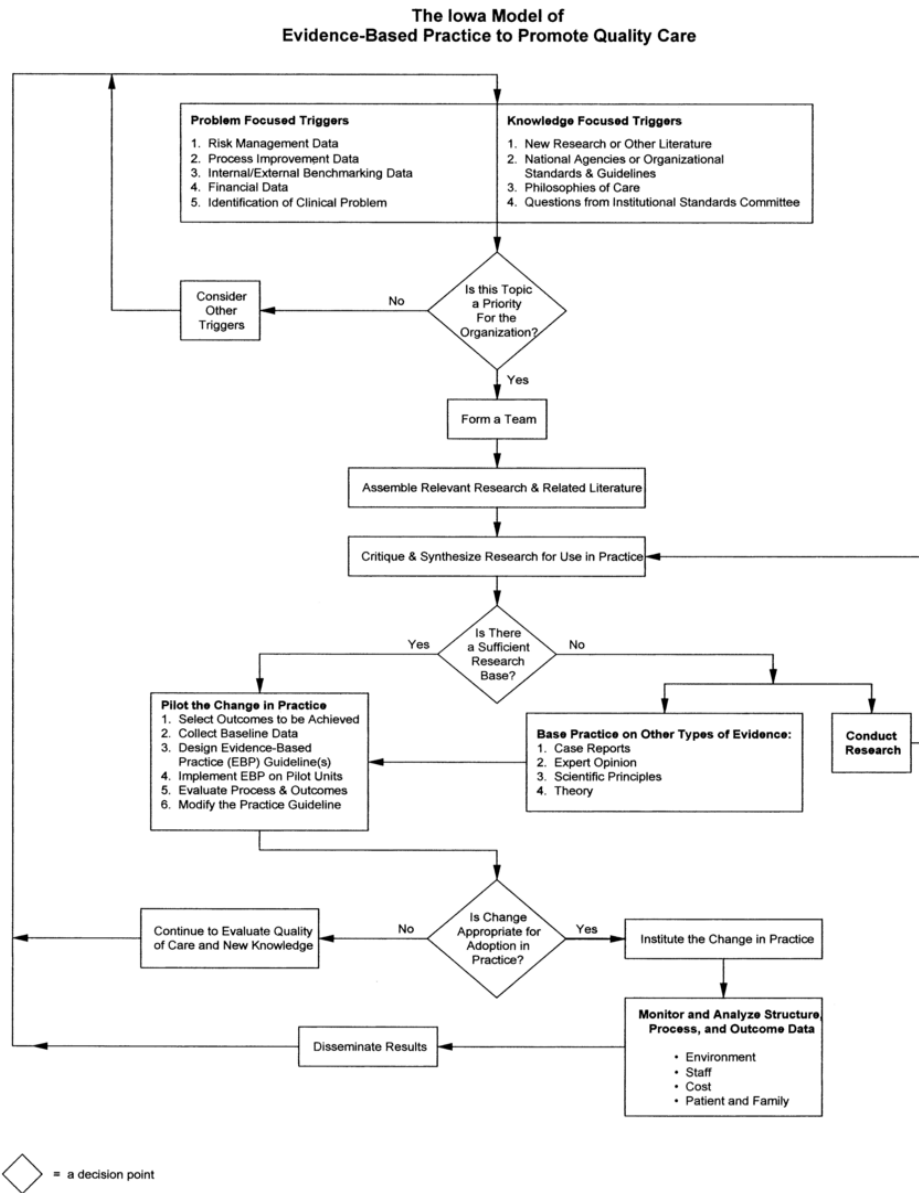 The Iowa Model of
Evidence-Based Practice to Promote Quality Care
Problem Focused Triggers
1. Risk Management Data
2. Process Improvement Data
3. Internal/External Benchmarking Data
4. Financial Data
5. Identification of Clinical Problem
Knowledge Focused Triggers
1. New Research or Other Literature
2. National Agencies or Organizational
Standards & Guidelines
3. Philosophies of Care
4. Questions from Institutional Standards Committee
Consider
Other
Triggers
No
Is this Topic
a Priority
For the
Organization?
Yes
Form a Team
Assemble Relevant Research & Related Literature
Critique & Synthesize Research for Use in Practice
Yes
Is There
a Sufficient
Research
Base?
No
Pilot the Change in Practice
1. Select Outcomes to be Achieved
2. Collect Baseline Data
3. Design Evidence-Based
Practice (EBP) Guideline(s)
4. Implement EBP on Pilot Units
5. Evaluate Process & Outcomes
6. Modify the Practice Guideline
Base Practice on Other Types of Evidence:
1. Case Reports
2. Expert Opinion
3. Scientific Principles
4. Theory
Conduct
Research
Continue to Evaluate Quality
of Care and New Knowledge
No
Is Change
Appropriate for
Adoption in
Practice?
Yes
Institute the Change in Practice
Monitor and Analyze Structure,
Process, and Outcome Data
• Environment
• Staff
• Cost
• Patient and Family
Disseminate Results
= a decision point